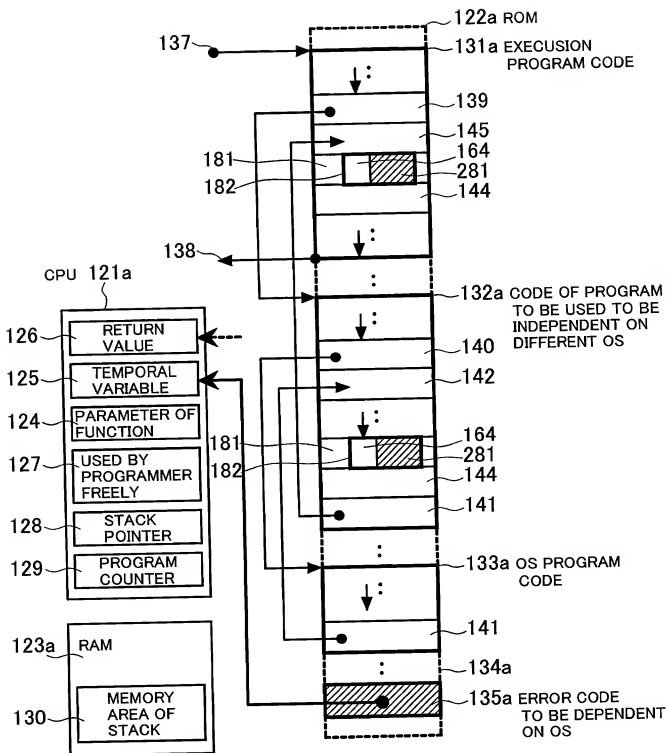 122a ROM
137
131a EXECUSION
PROGRAM CODE
139
145
181
164
182
281
144
138
CPU 121a
132a CODE OF PROGRAM
TO BE USED TO BE
INDEPENDENT ON
DIFFERENT OS
126
RETURN
VALUE
140
125
TEMPORAL
VARIABLE
142
124
PARAMETER OF
FUNCTION
181
164
182
281
127
USED BY
PROGRAMMER
FREELY
144
128
STACK
POINTER
141
129
PROGRAM
COUNTER
133a OS PROGRAM
CODE
123a
RAM
141
134a
130
MEMORY
AREA OF
STACK
135a ERROR CODE
TO BE DEPENDENT
ON OS